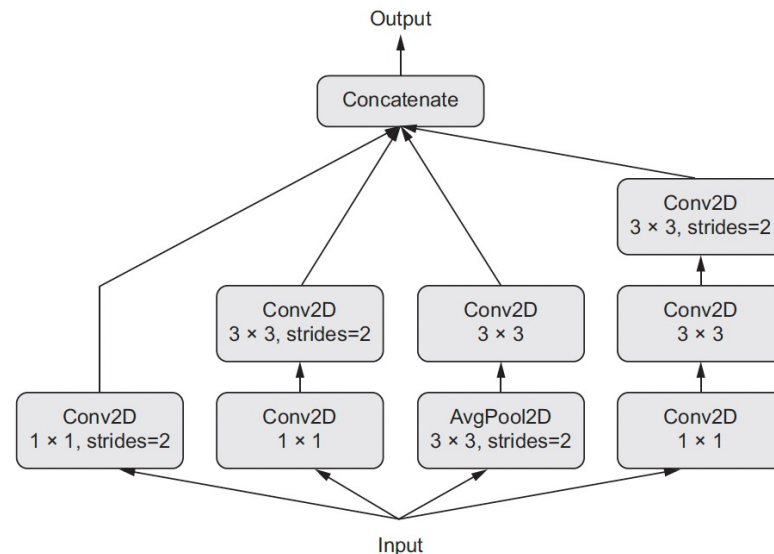 Output
Concatenate
Conv2D
3 × 3, strides=2
Conv2D
3 × 3, strides=2
Conv2D
3 × 3
Conv2D
3 × 3
Conv2D
1 × 1, strides=2
Conv2D
1 × 1
AvgPool2D
3 × 3, strides=2
Conv2D
1 × 1
Input